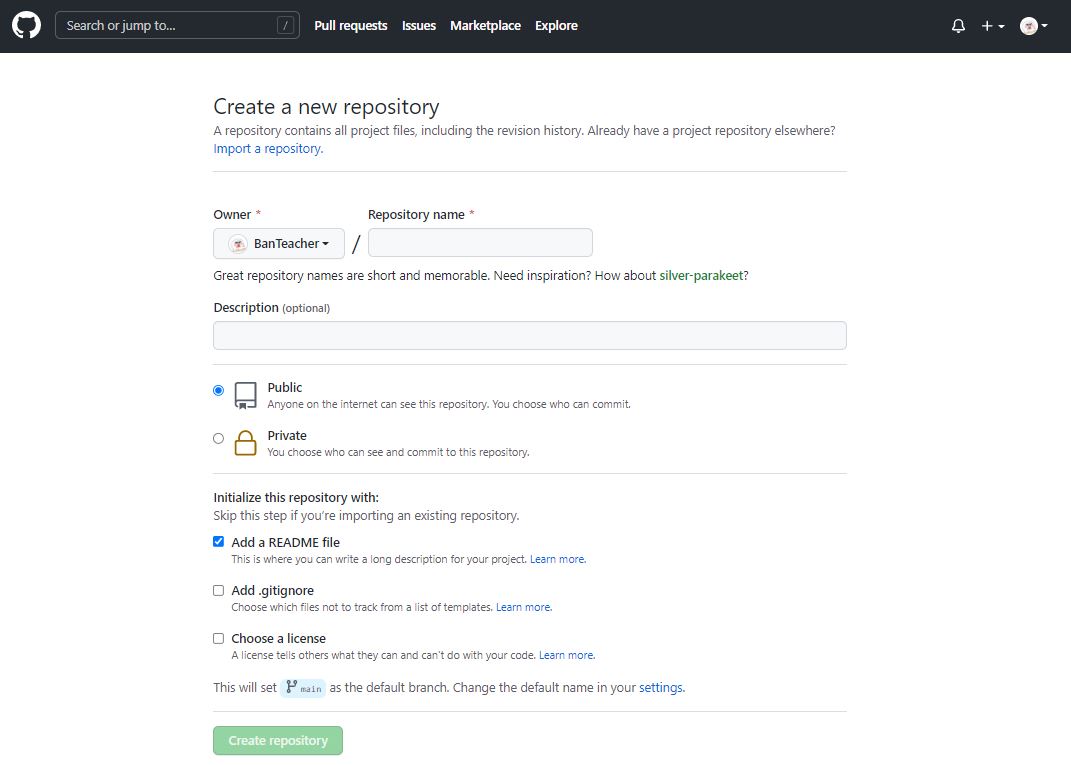 Search or jump to... /
Pull requests Issues Marketplace Explore
Create a new repository
A repository contains all project files, including the revision history. Already have a project repository elsewhere?
Import a repository.
Owner * Repository name *
BanTeacher /
Great repository names are short and memorable. Need inspiration? How about silver-parakeet?
Description (optional)
Public
Anyone on the internet can see this repository. You choose who can commit.
Private
You choose who can see and commit to this repository.
Initialize this repository with:
Skip this step if you're importing an existing repository.
Add a README file
This is where you can write a long description for your project. Learn more.
Add .gitignore
Choose which files not to track from a list of templates. Learn more.
Choose a license
A license tells others what they can and can't do with your code. Learn more.
This will set main as the default branch. Change the default name in your settings.
Create repository